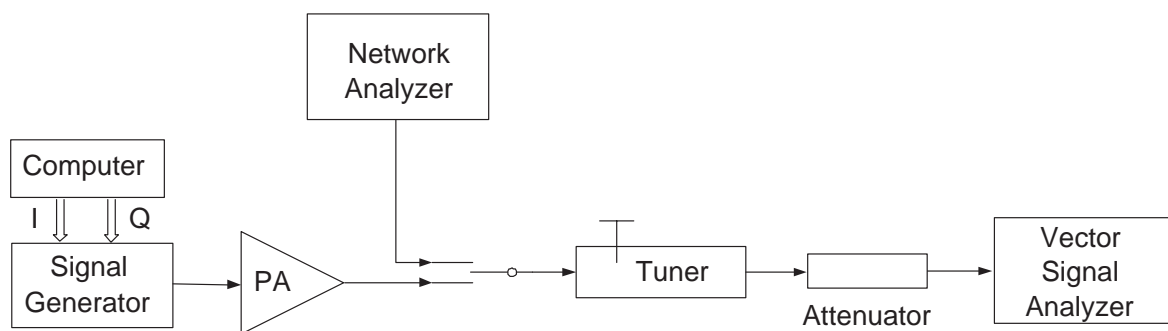 Network
Analyzer
Computer
I
Q
Signal
Generator
PA
Tuner
Attenuator
Vector
Signal
Analyzer